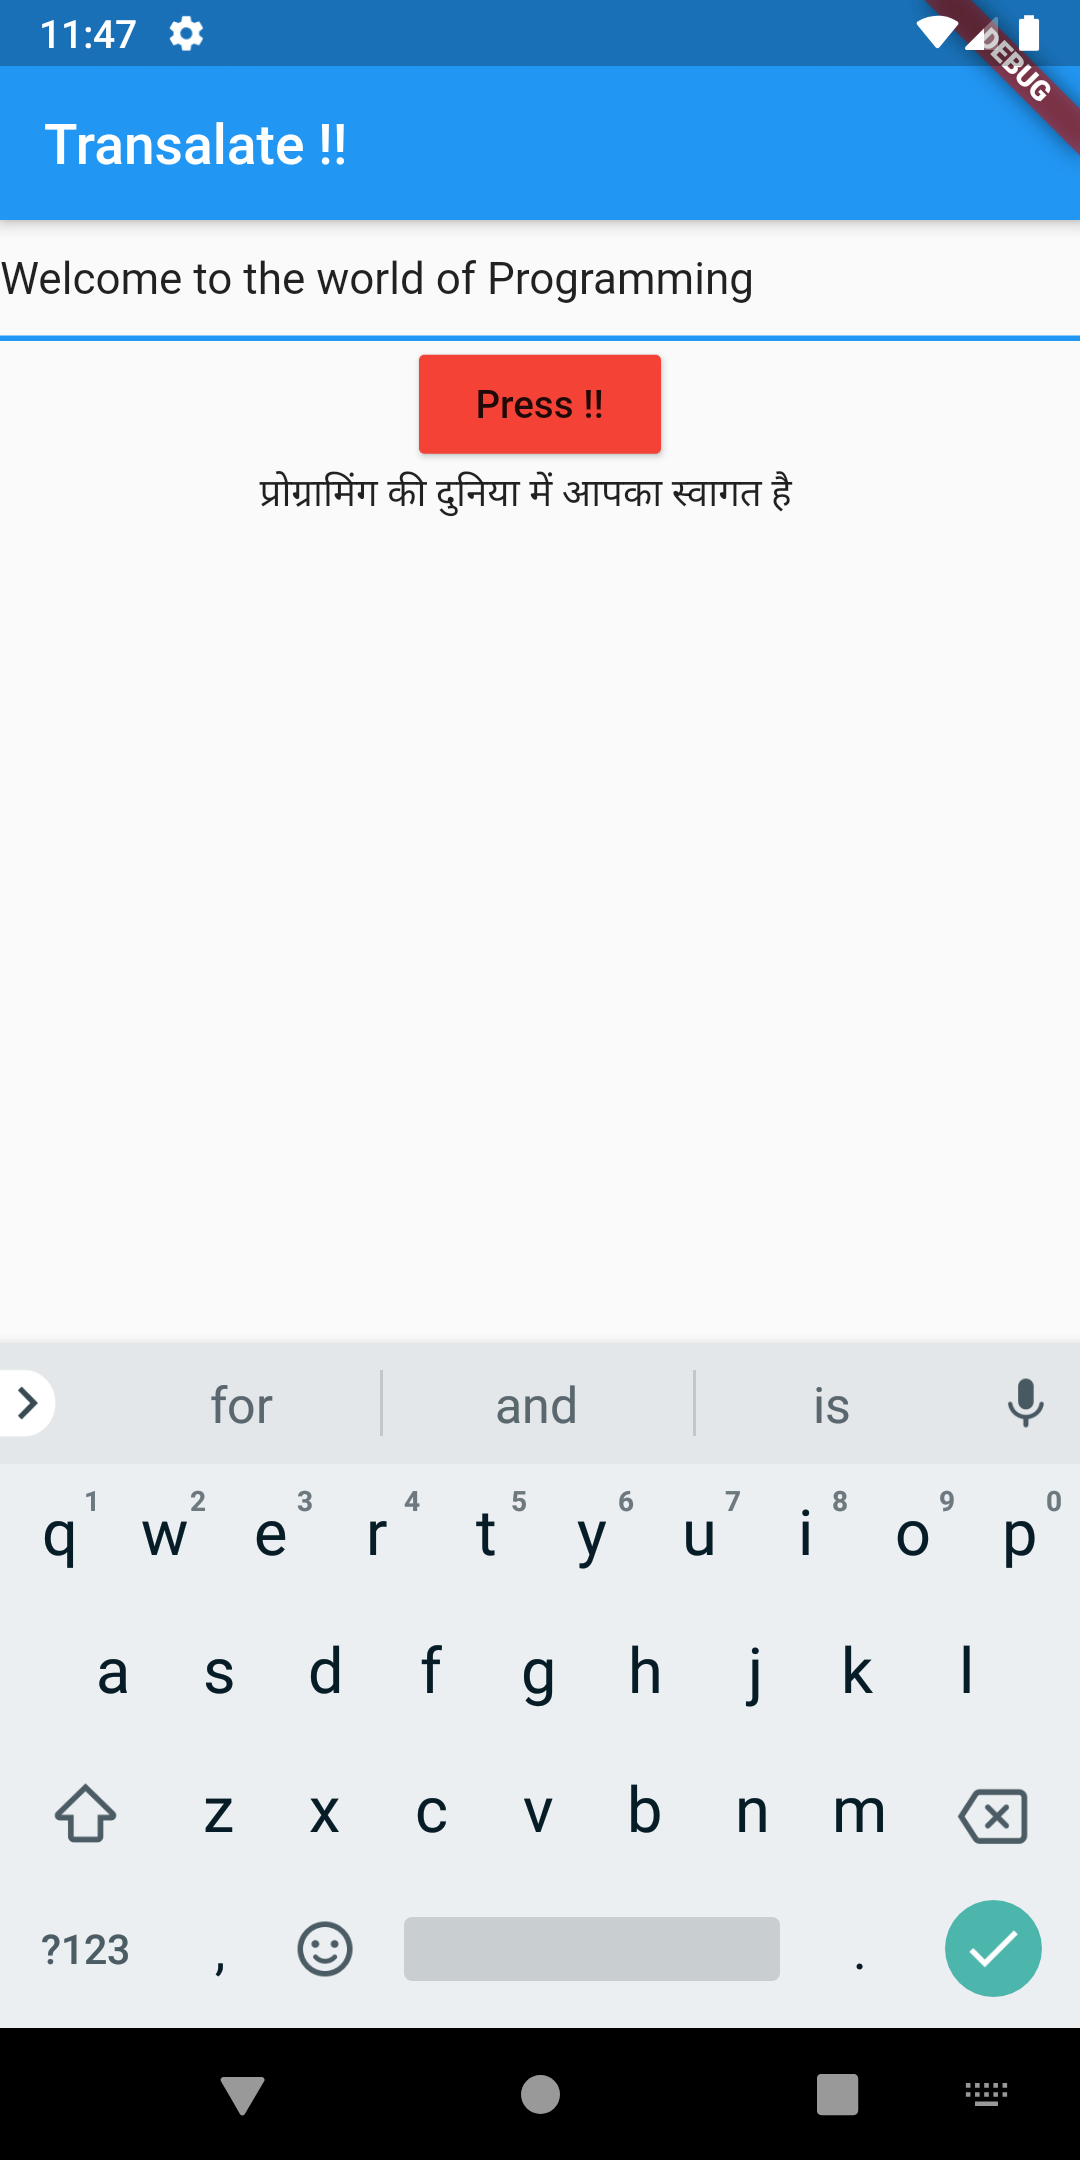 11:47
DEBUG
Transalate !!
Welcome to the world of Programming
Press !!
प्रोग्रामिंग की दुनिया में आपका स्वागत है
for and is
1 2 3 4 5 6 7 8 9 0
q w e r t y u i o p
a s d f g h j k l
z x c v b n m
?123 , .